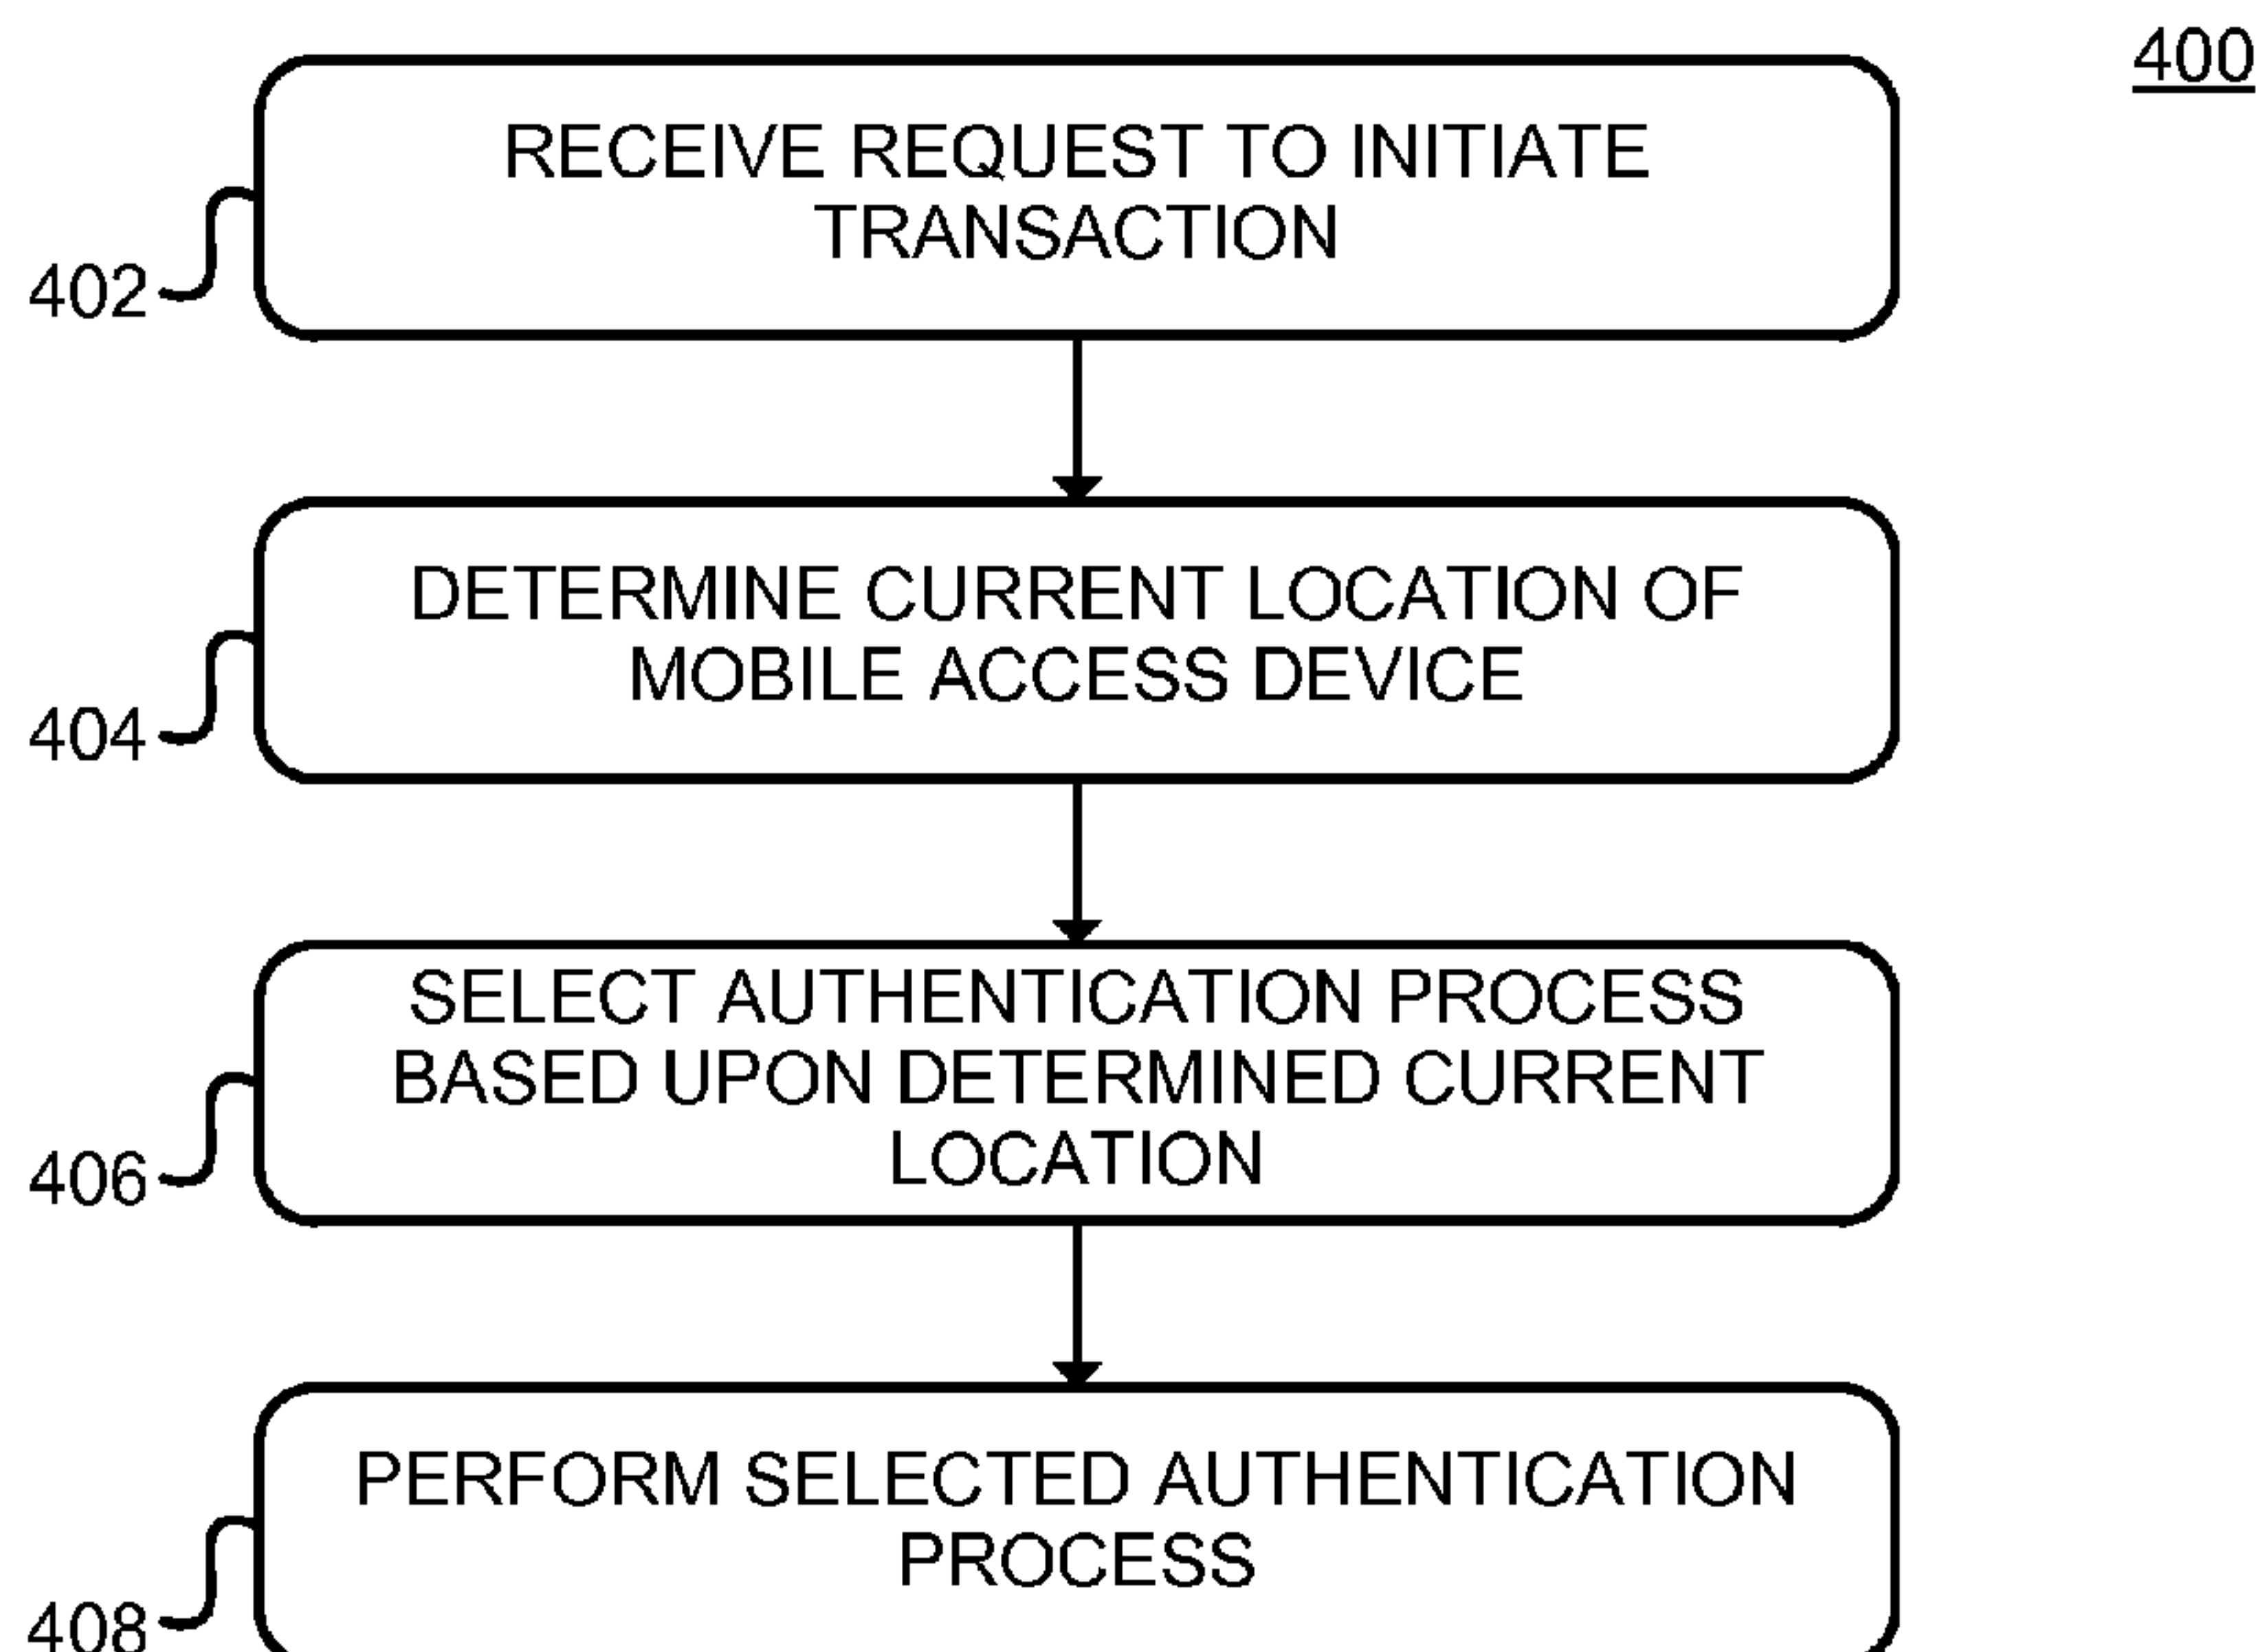 400
RECEIVE REQUEST TO INITIATE
TRANSACTION
402
DETERMINE CURRENT LOCATION OF
MOBILE ACCESS DEVICE
404
SELECT AUTHENTICATION PROCESS
BASED UPON DETERMINED CURRENT
LOCATION
406
PERFORM SELECTED AUTHENTICATION
PROCESS
408